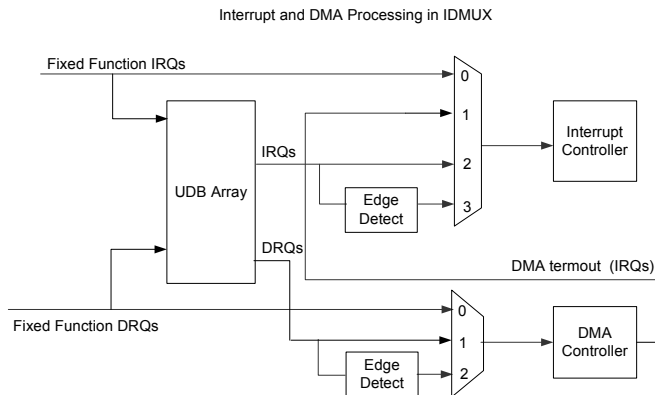 Interrupt and DMA Processing in IDMUX
Fixed Function IRQs
0
1
2
3
Interrupt
Controller
IRQs
UDB Array
Edge
Detect
DRQs
DMA termout (IRQs)
Fixed Function DRQs
0
1
2
DMA
Controller
Edge
Detect